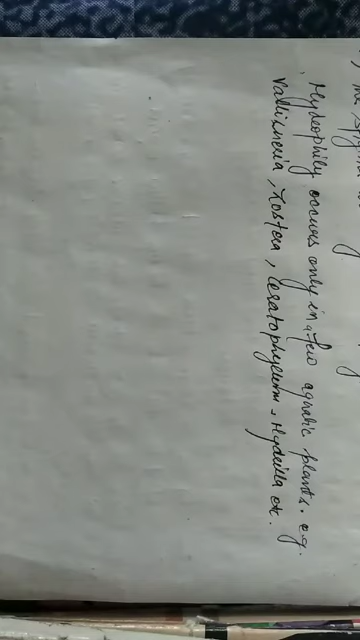 Hydrophily occurs only in a few aquatic plants. e.g.
Vallisneria, Zostera, Ceratophyllum, Hydrilla etc.